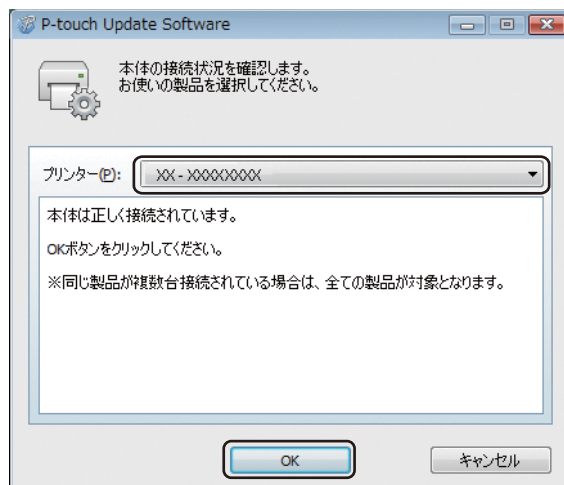 P-touch Update Software
本体の接続状況を確認します。
お使いの製品を選択してください。
プリンター(P): XX - XXXXXXXX
本体は正しく接続されています。
OKボタンをクリックしてください。
※同じ製品が複数台接続されている場合は、全ての製品が対象となります。
OK キャンセル